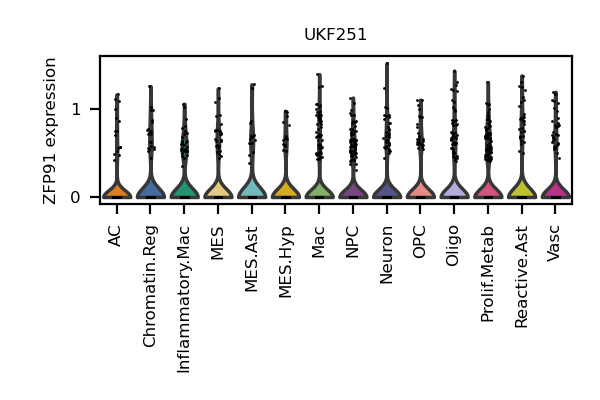 UKF251
ZFP91 expression
1
0
AC
Chromatin.Reg
Inflammatory.Mac
MES
MES.Ast
MES.Hyp
Mac
NPC
Neuron
OPC
Oligo
Prolif.Metab
Reactive.Ast
Vasc